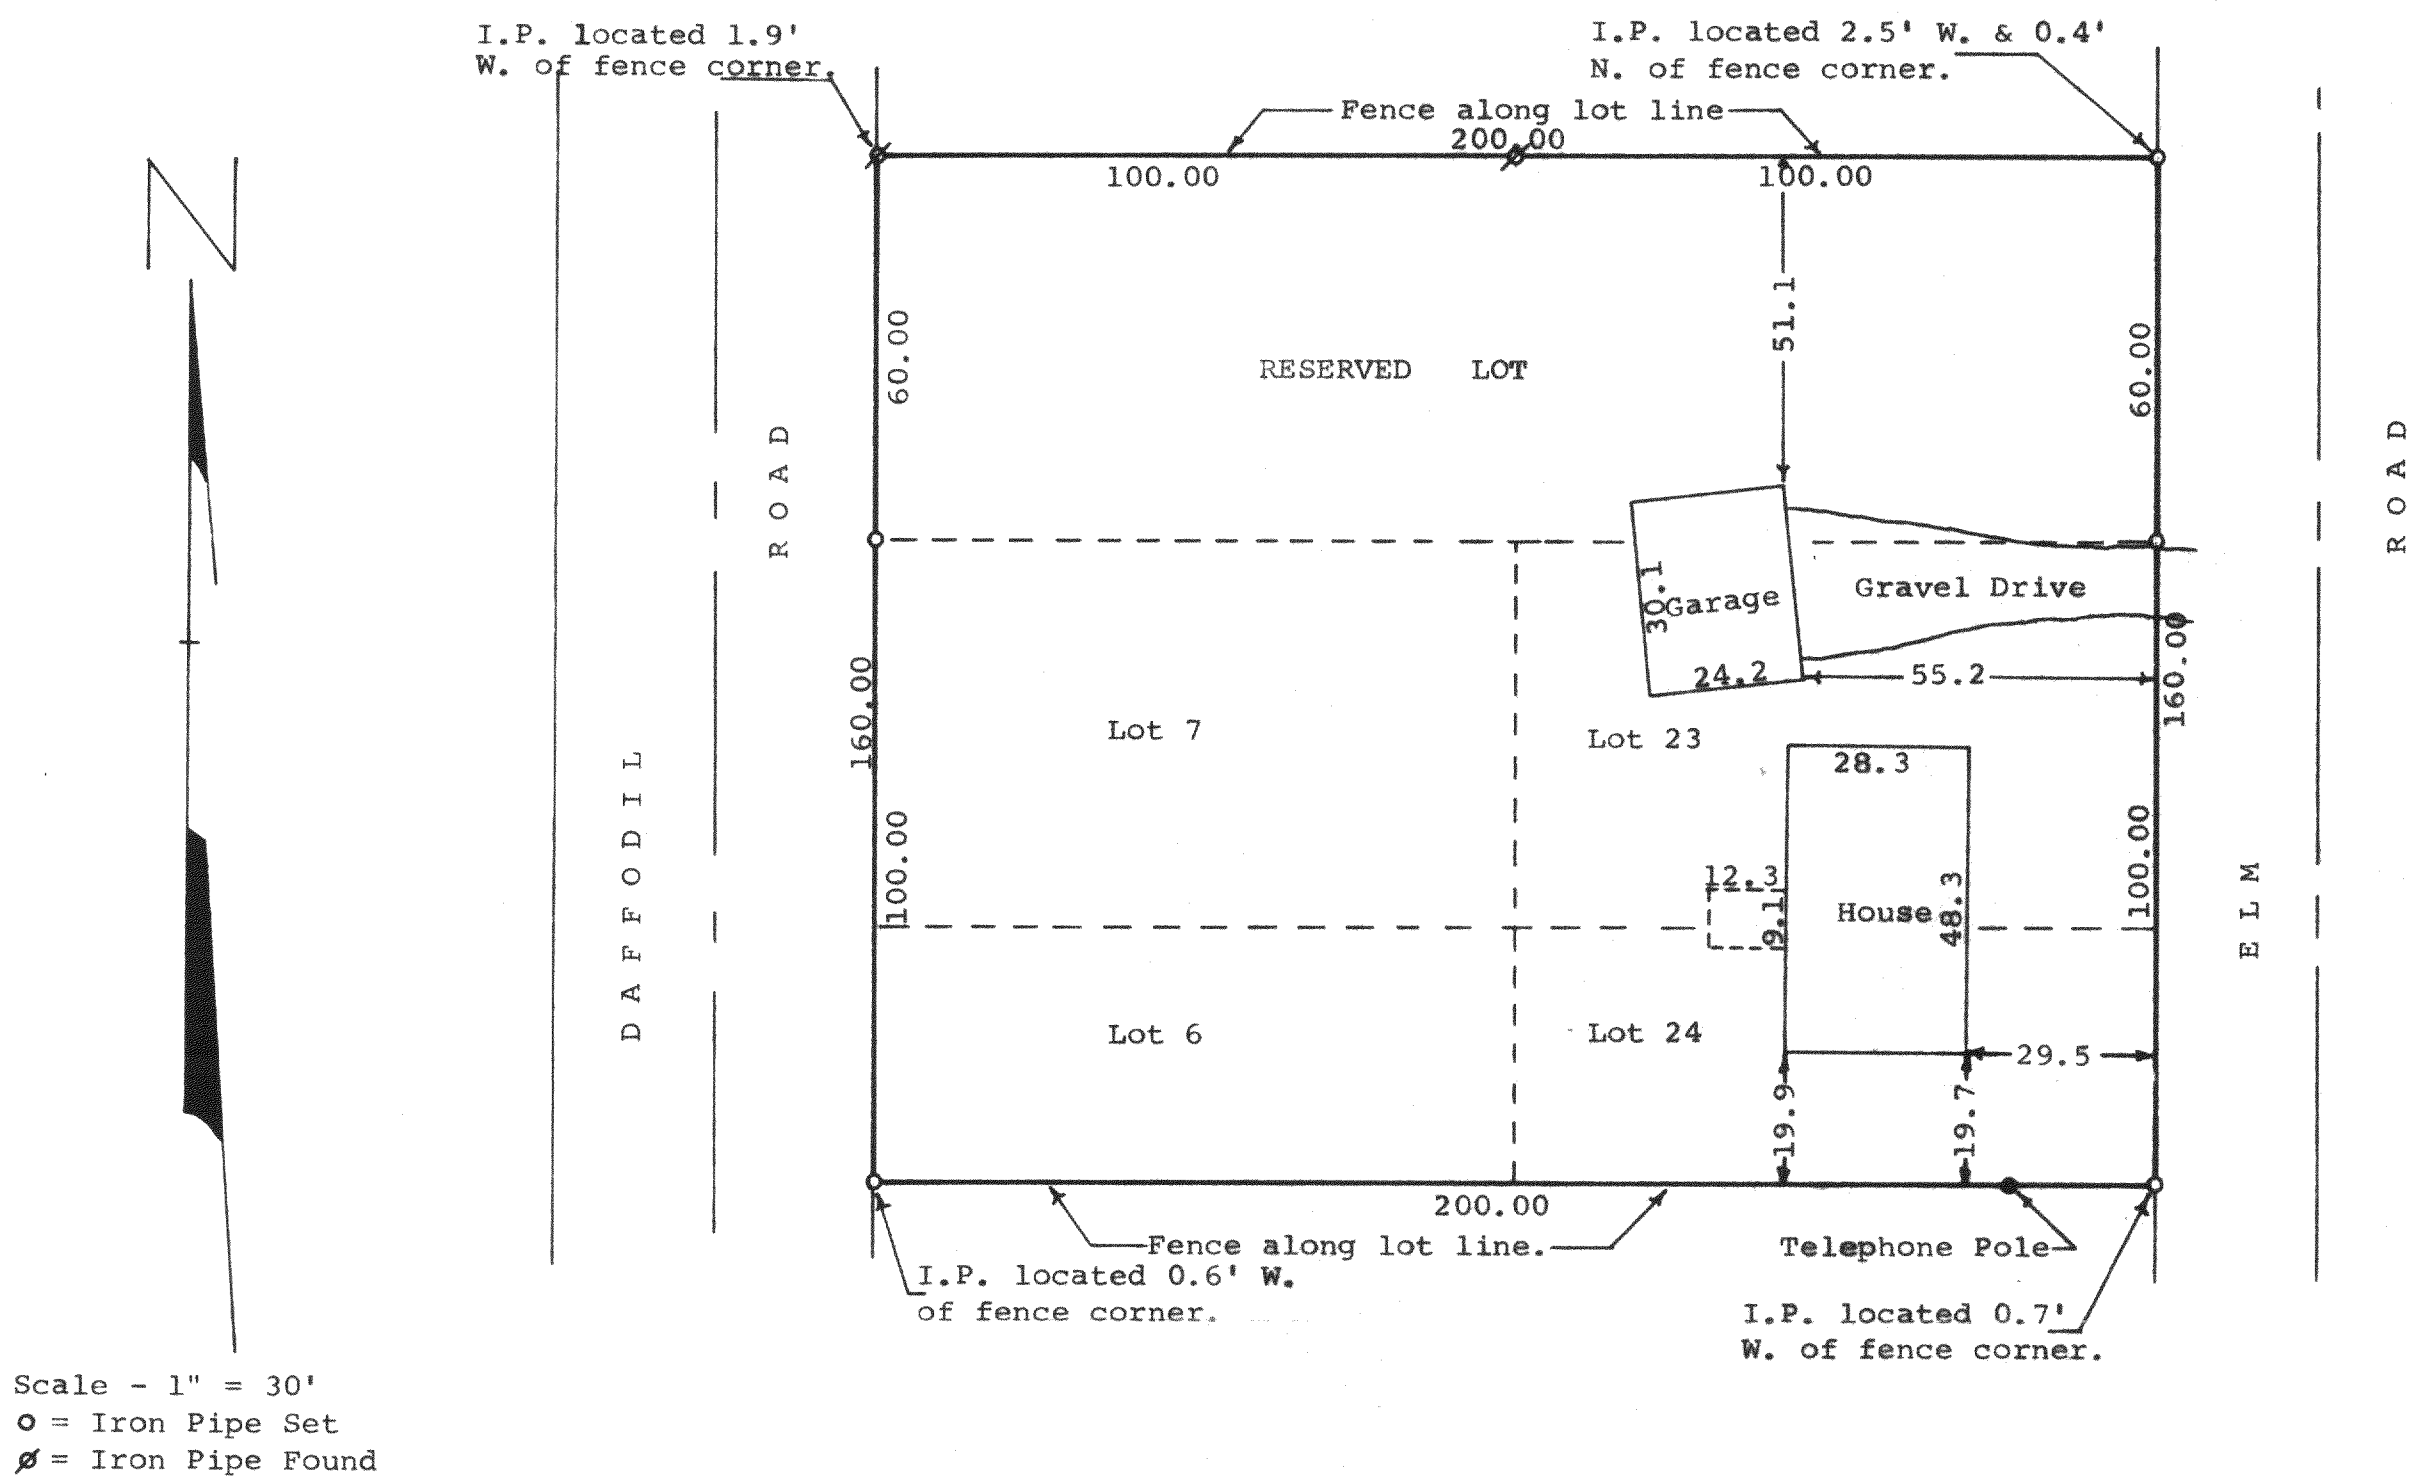 I.P. located 1.9'
W. of fence corner.
I.P. located 2.5' W. & 0.4'
N. of fence corner.
Fence along lot line
200.00
100.00
100.00
N
51.1
60.00
60.00
RESERVED LOT
ROAD
ROAD
30.1
Garage
Gravel Drive
24.2
55.2
160.00
160.00
Lot 7
Lot 23
28.3
DAFFODIL
100.00
100.00
12.3
9.1
House
48.3
ELM
Lot 6
Lot 24
29.5
19.9
19.7
200.00
Fence along lot line.
Telephone Pole
I.P. located 0.6' W.
of fence corner.
I.P. located 0.7'
W. of fence corner.
Scale - 1" = 30'
o = Iron Pipe Set
ø = Iron Pipe Found